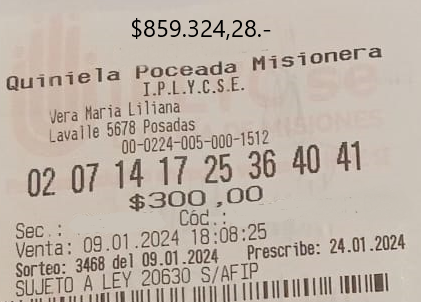 $859.324,28.-
Quiniela Poceada Misionera
I.P.L.Y.C.S.E.
Vera Maria Liliana
Lavalle 5678 Posadas
00-0224-005-000-1512
02 07 14 17 25 36 40 41
$300,00
Sec.: Cód.:
Venta: 09.01.2024 18:08:25
Sorteo: 3468 del 09.01.2024 Prescribe: 24.01.2024
SUJETO A LEY 20630 S/AFIP